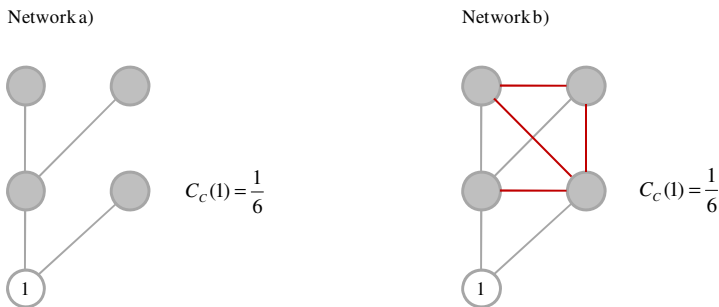 Network a)
Network b)
C_C(1) = 1/6
C_C(1) = 1/6
1
1